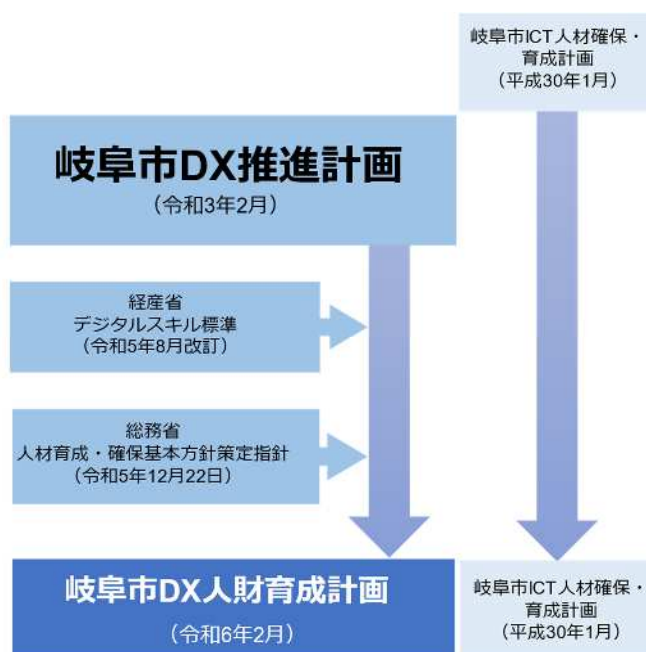 岐阜市ICT人材確保・
育成計画
（平成30年1月）
岐阜市DX推進計画
（令和3年2月）
経産省
デジタルスキル標準
（令和5年8月改訂）
総務省
人材育成・確保基本方針策定指針
（令和5年12月22日）
岐阜市DX人財育成計画
（令和6年2月）
岐阜市ICT人材確保・
育成計画
（平成30年1月）